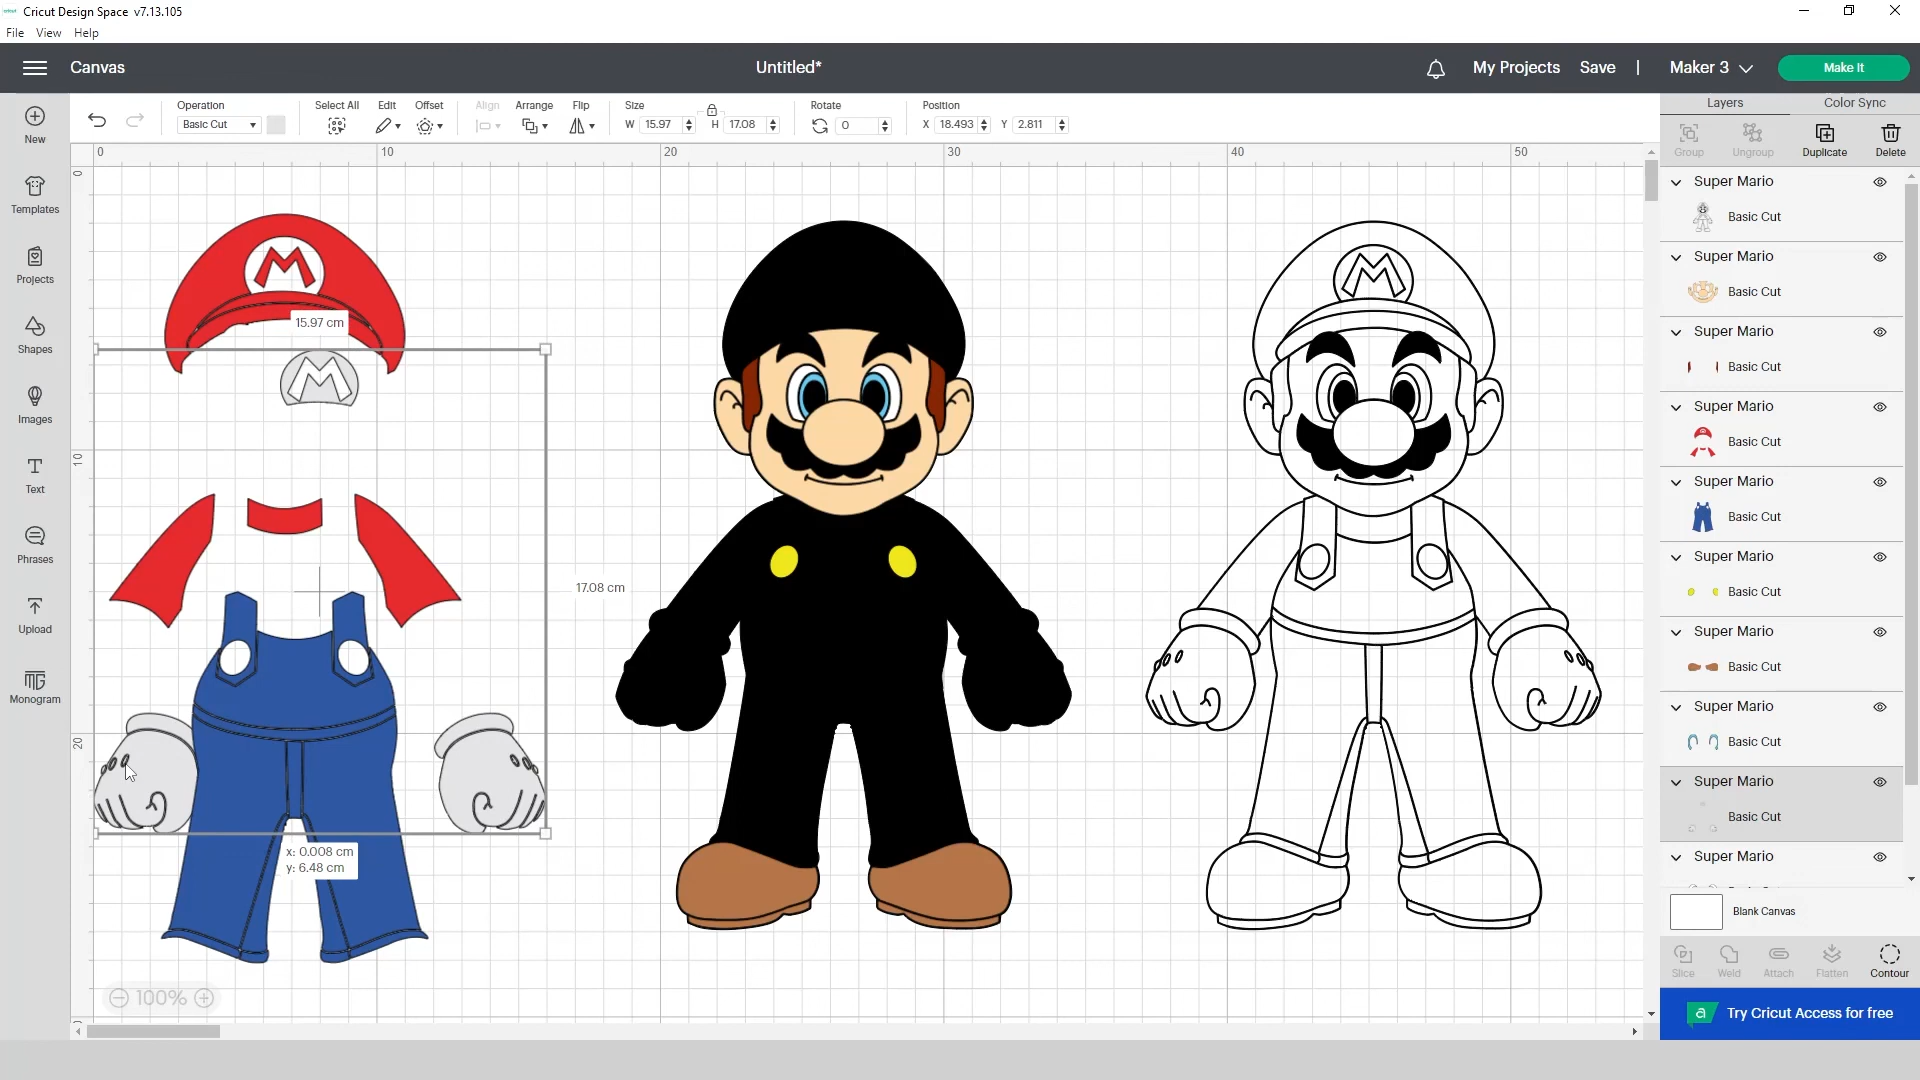 cricut Cricut Design Space v7.13.105
File View Help
Canvas Untitled* My Projects Save | Maker 3 Make It
Operation Select All Edit Offset Align Arrange Flip Size Rotate Position
Basic Cut W 15.97 H 17.08 0 X 18.493 Y 2.811
Layers Color Sync
Group Ungroup Duplicate Delete
New
Templates
Projects
Shapes
Images
Text
Phrases
Upload
Monogram
0 10 20 30 40 50
0
10
20
M
15.97 cm
M
17.08 cm
x: 0.008 cm
y: 6.48 cm
M
100%
Super Mario
Basic Cut
Super Mario
Basic Cut
Super Mario
Basic Cut
Super Mario
Basic Cut
Super Mario
Basic Cut
Super Mario
Basic Cut
Super Mario
Basic Cut
Super Mario
Basic Cut
Super Mario
Basic Cut
Super Mario
Blank Canvas
Slice Weld Attach Flatten Contour
a Try Cricut Access for free